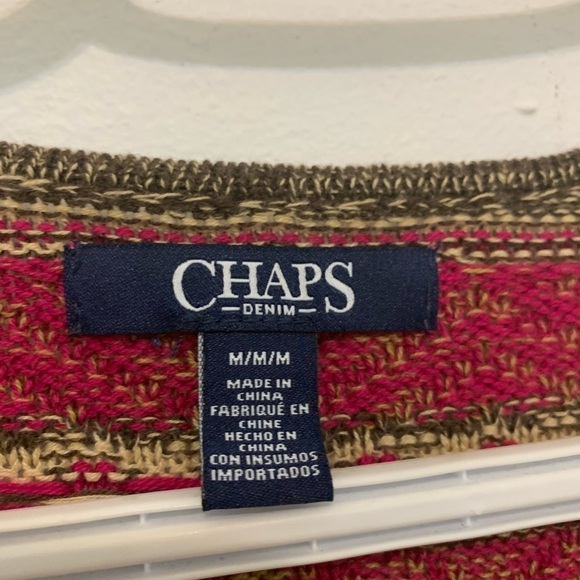 CHAPS
DENIM
M/M/M
MADE IN
CHINA
FABRIQUÉ EN
CHINE
HECHO EN
CHINA
CON INSUMOS
IMPORTADOS